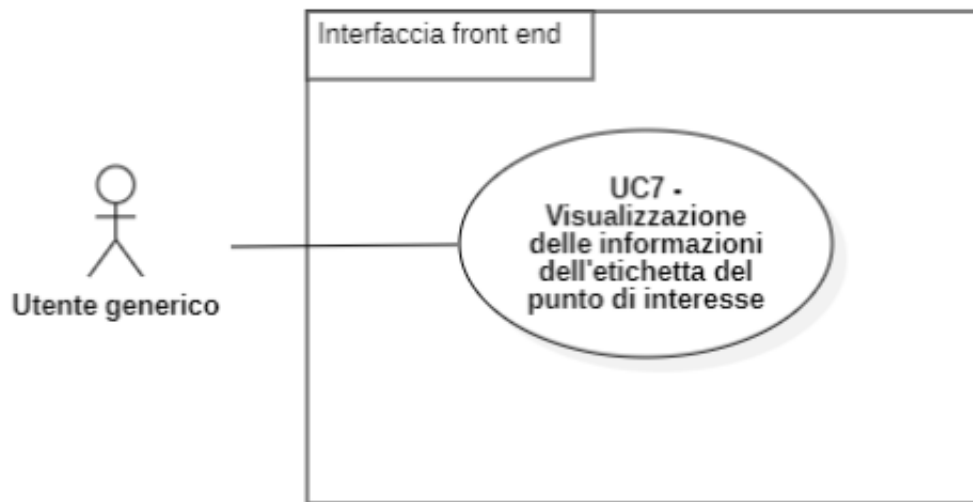 Interfaccia front end
UC7 -
Visualizzazione
delle informazioni
dell'etichetta del
punto di interesse
Utente generico